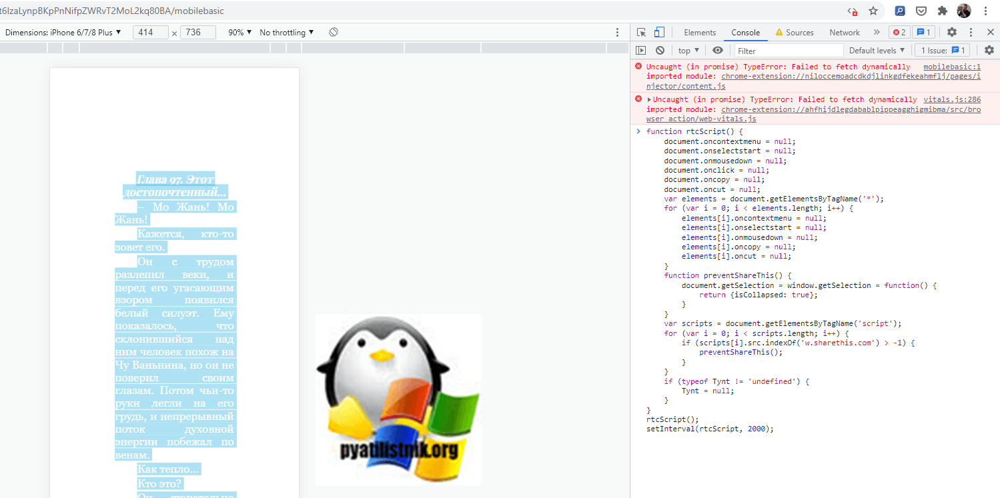 t6IzaLynpBKpPnNifpZWRvT2MoL2kq80BA/mobilebasic
Dimensions: iPhone 6/7/8 Plus ▼ 414 × 736 90% ▼ No throttling ▼
Elements Console Sources Network » 2 1
top ▼ Filter Default levels ▼ 1 Issue: 1
Глава 97. Этот
достопочтенный...
– Мо Жань! Мо
Жань!
Кажется, кто-то
зовет его.
Он с трудом
разлепил веки, и
перед его угасающим
взором появился
белый силуэт. Ему
показалось, что
склонившийся над
ним человек похож на
Чу Ваньнина, но он не
поверил своим
глазам. Потом чьи-то
руки легли на его
грудь, и непрерывный
поток духовной
энергии побежал по
венам.
Как тепло...
Кто это?
Он старательно
pyatilistnik.org
Uncaught (in promise) TypeError: Failed to fetch dynamically mobilebasic:1
imported module: chrome-extension://niloccemoadcdkdjlinkgdfekeahmflj/pages/i
njector/content.js
Uncaught (in promise) TypeError: Failed to fetch dynamically vitals.js:286
imported module: chrome-extension://ahfhijdlegdabablpippeagghigmibma/src/bro
wser_action/web-vitals.js
function rtcScript() {
document.oncontextmenu = null;
document.onselectstart = null;
document.onmousedown = null;
document.onclick = null;
document.oncopy = null;
document.oncut = null;
var elements = document.getElementsByTagName('*');
for (var i = 0; i < elements.length; i++) {
elements[i].oncontextmenu = null;
elements[i].onselectstart = null;
elements[i].onmousedown = null;
elements[i].oncopy = null;
elements[i].oncut = null;
}
function preventShareThis() {
document.getSelection = window.getSelection = function() {
return {isCollapsed: true};
}
}
var scripts = document.getElementsByTagName('script');
for (var i = 0; i < scripts.length; i++) {
if (scripts[i].src.indexOf('w.sharethis.com') > -1) {
preventShareThis();
}
}
if (typeof Tynt != 'undefined') {
Tynt = null;
}
}
rtcScript();
setInterval(rtcScript, 2000);